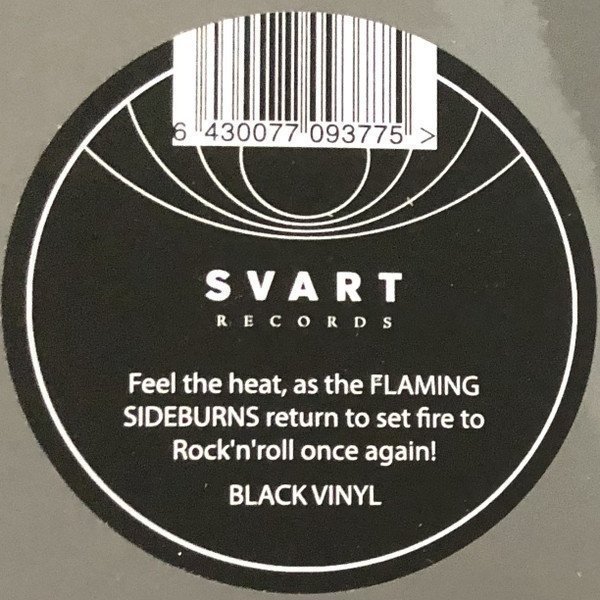 6 430077 093775 >
SVART
RECORDS
Feel the heat, as the FLAMING
SIDEBURNS return to set fire to
Rock'n'roll once again!
BLACK VINYL